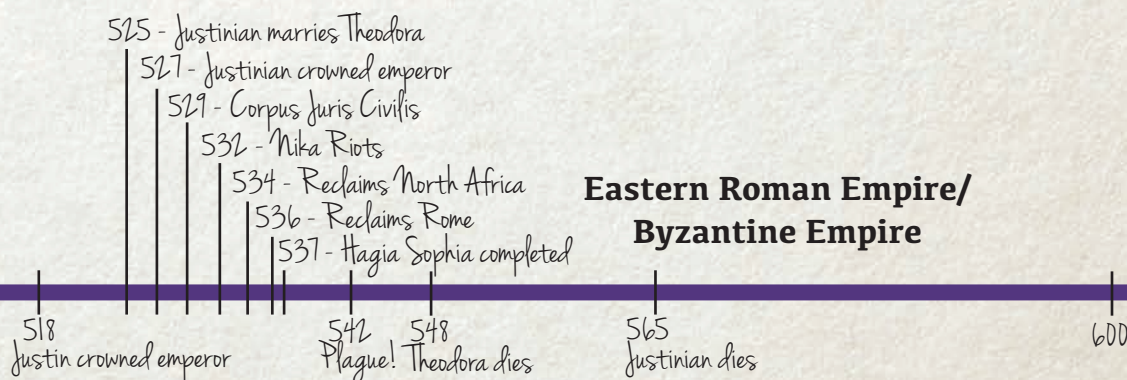 525 - Justinian marries Theodora
527 - Justinian crowned emperor
529 - Corpus Juris Civilis
532 - Nika Riots
534 - Reclaims North Africa
536 - Reclaims Rome
537 - Hagia Sophia completed
Eastern Roman Empire/
Byzantine Empire
518
Justin crowned emperor
542
Plague!
548
Theodora dies
565
Justinian dies
600